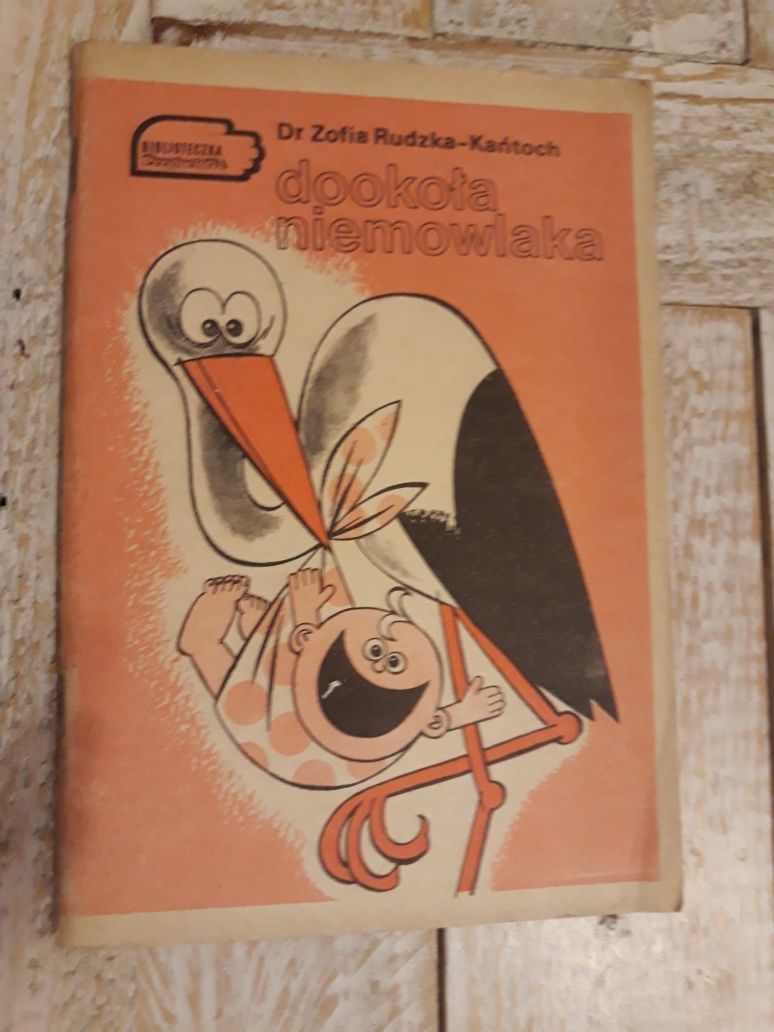 BIBLIOTECZKA
Dr Zofia Rudzka-Kańtoch
dookoła
niemowlaka